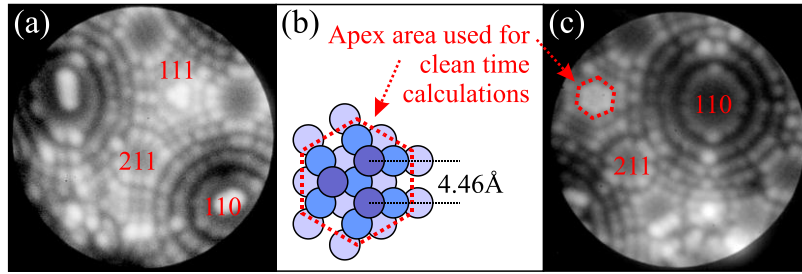 (a)
111
211
110
(b)
Apex area used for
clean time
calculations
4.46Å
(c)
110
211